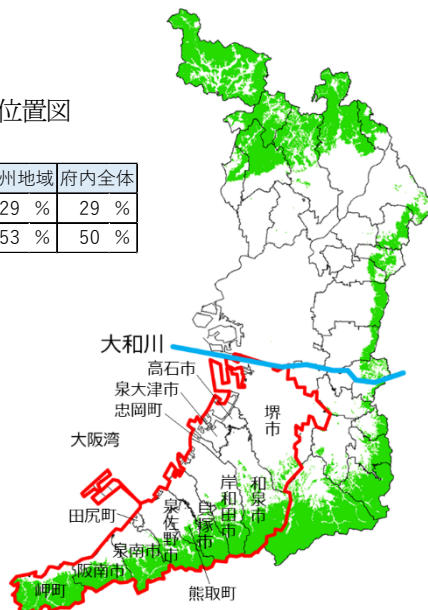 位置図
州地域 府内全体
29 % 29 %
53 % 50 %
大和川
高石市
泉大津市
忠岡町
堺市
大阪湾
和泉市
岸和田市
貝塚市
泉佐野市
田尻町
泉南市
阪南市
岬町
熊取町